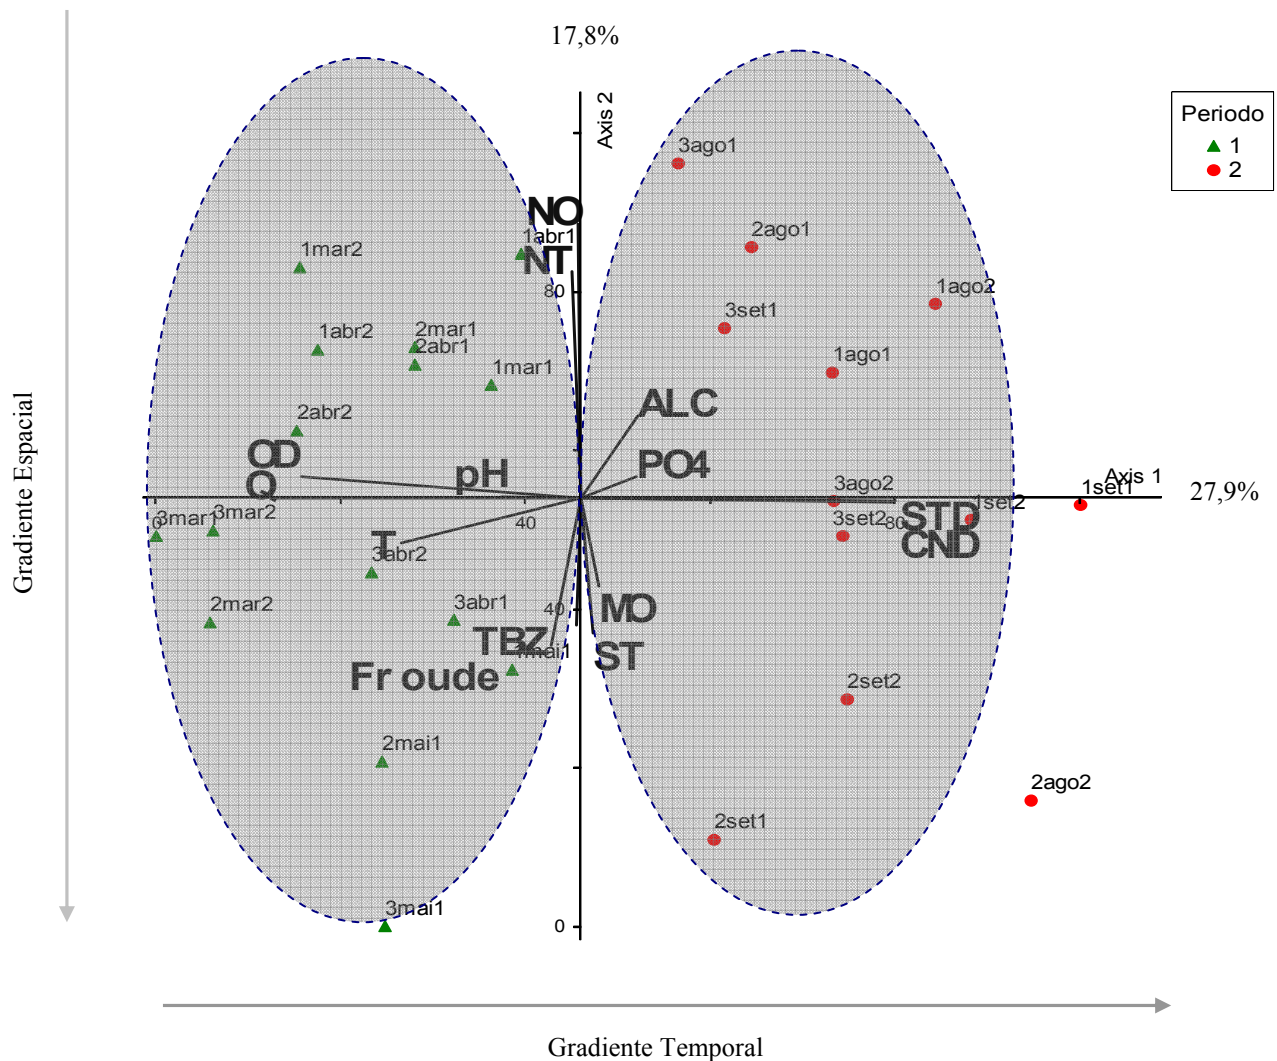 17,8%
Axis 2
Periodo
1
2
3ago1
NO
1abr1
2ago1
1mar2
NT
80
1ago2
3set1
1abr2
2mar1
2abr1
1ago1
1mar1
ALC
2abr2
OD
PO4
pH
Q
Axis 1
27,9%
3ago2
1set1
1set2
3mar1
3mar2
0
40
3set2
80
STD
T
CND
3abr2
Gradiente Espacial
2mar2
3abr1
40
MO
TBZ
1mai1
ST
Fr oude
2set2
2mai1
2ago2
2set1
3mai1
0
Gradiente Temporal